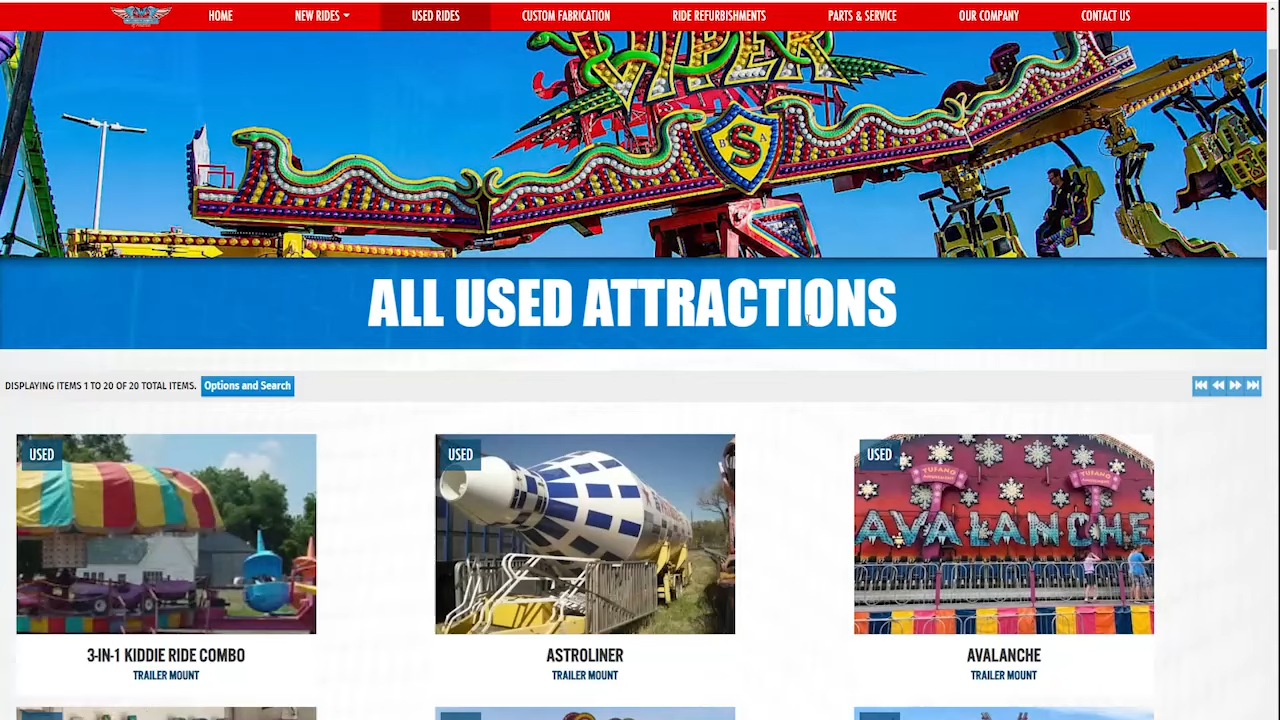 HOME NEW RIDES USED RIDES CUSTOM FABRICATION RIDE REFURBISHMENTS PARTS & SERVICE OUR COMPANY CONTACT US
VIPER
B S A
ALL USED ATTRACTIONS
DISPLAYING ITEMS 1 TO 20 OF 20 TOTAL ITEMS. Options and Search
USED
USED
USED
TUFANO
TUFANO
AVALANCHE
3-IN-1 KIDDIE RIDE COMBO
TRAILER MOUNT
ASTROLINER
TRAILER MOUNT
AVALANCHE
TRAILER MOUNT